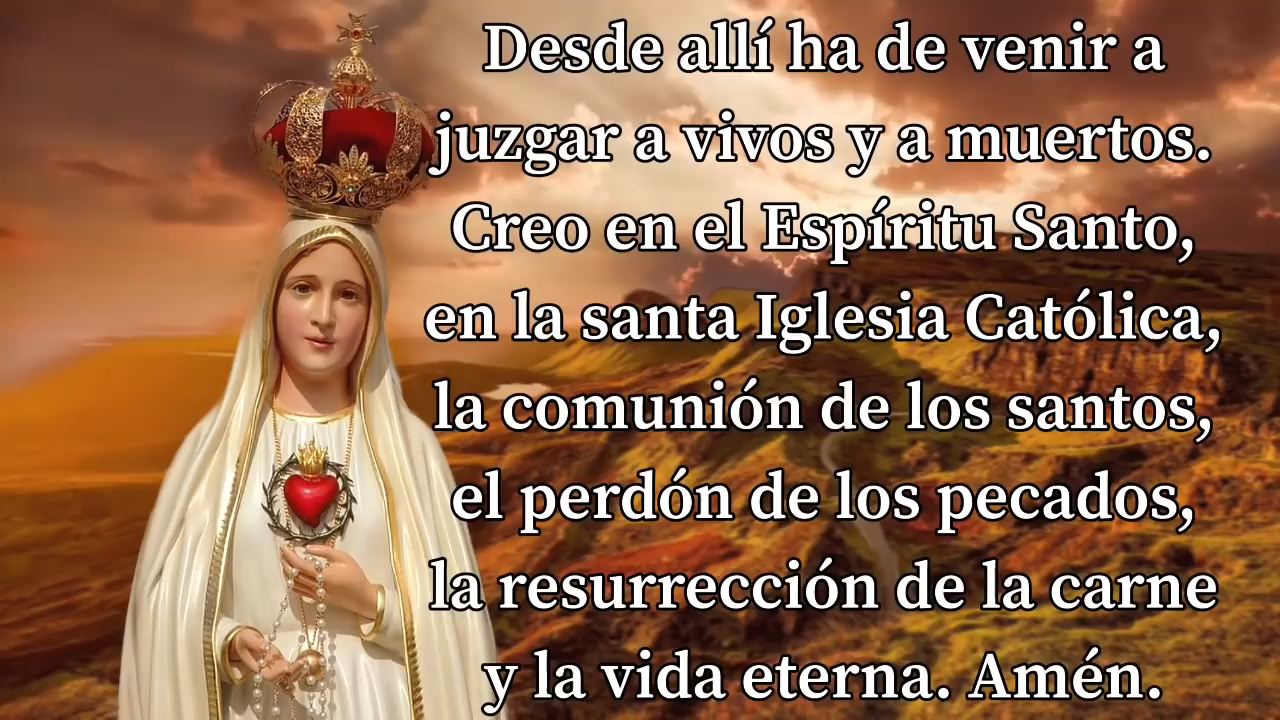 Desde allí ha de venir a
juzgar a vivos y a muertos.
Creo en el Espíritu Santo,
en la santa Iglesia Católica,
la comunión de los santos,
el perdón de los pecados,
la resurrección de la carne
y la vida eterna. Amén.